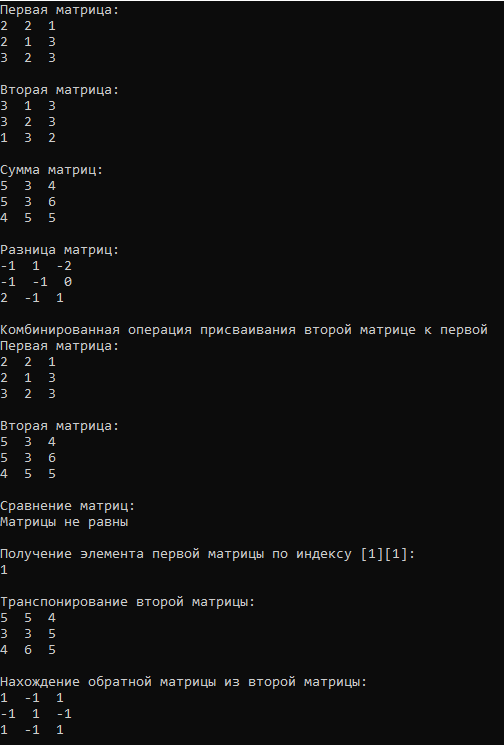 Первая матрица:
2  2  1
2  1  3
3  2  3
Вторая матрица:
3  1  3
3  2  3
1  3  2
Сумма матриц:
5  3  4
5  3  6
4  5  5
Разница матриц:
-1  1  -2
-1  -1  0
2  -1  1
Комбинированная операция присваивания второй матрице к первой
Первая матрица:
2  2  1
2  1  3
3  2  3
Вторая матрица:
5  3  4
5  3  6
4  5  5
Сравнение матриц:
Матрицы не равны
Получение элемента первой матрицы по индексу [1][1]:
1
Транспонирование второй матрицы:
5  5  4
3  3  5
4  6  5
Нахождение обратной матрицы из второй матрицы:
1  -1  1
-1  1  -1
1  -1  1